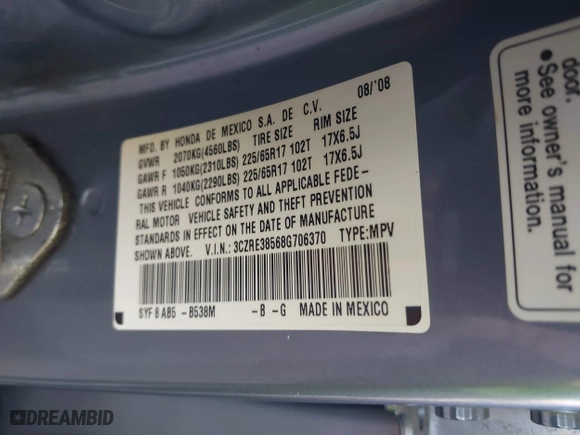 MFD. BY HONDA DE MEXICO S.A. DE C.V. 08/'08
GVWR 2070KG(4560LBS) TIRE SIZE RIM SIZE
GAWR F 1050KG(2310LBS) 225/65R17 102T 17X6.5J
GAWR R 1040KG(2290LBS) 225/65R17 102T 17X6.5J
THIS VEHICLE CONFORMS TO ALL APPLICABLE FEDE-
RAL MOTOR VEHICLE SAFETY AND THEFT PREVENTION
STANDARDS IN EFFECT ON THE DATE OF MANUFACTURE
SHOWN ABOVE. V.I.N.: 3CZRE38568G706370 TYPE:MPV
SYF 8 AB5 -B538M -B -G MADE IN MEXICO
door.
●See owner's manual for
more information.
DREAMBID